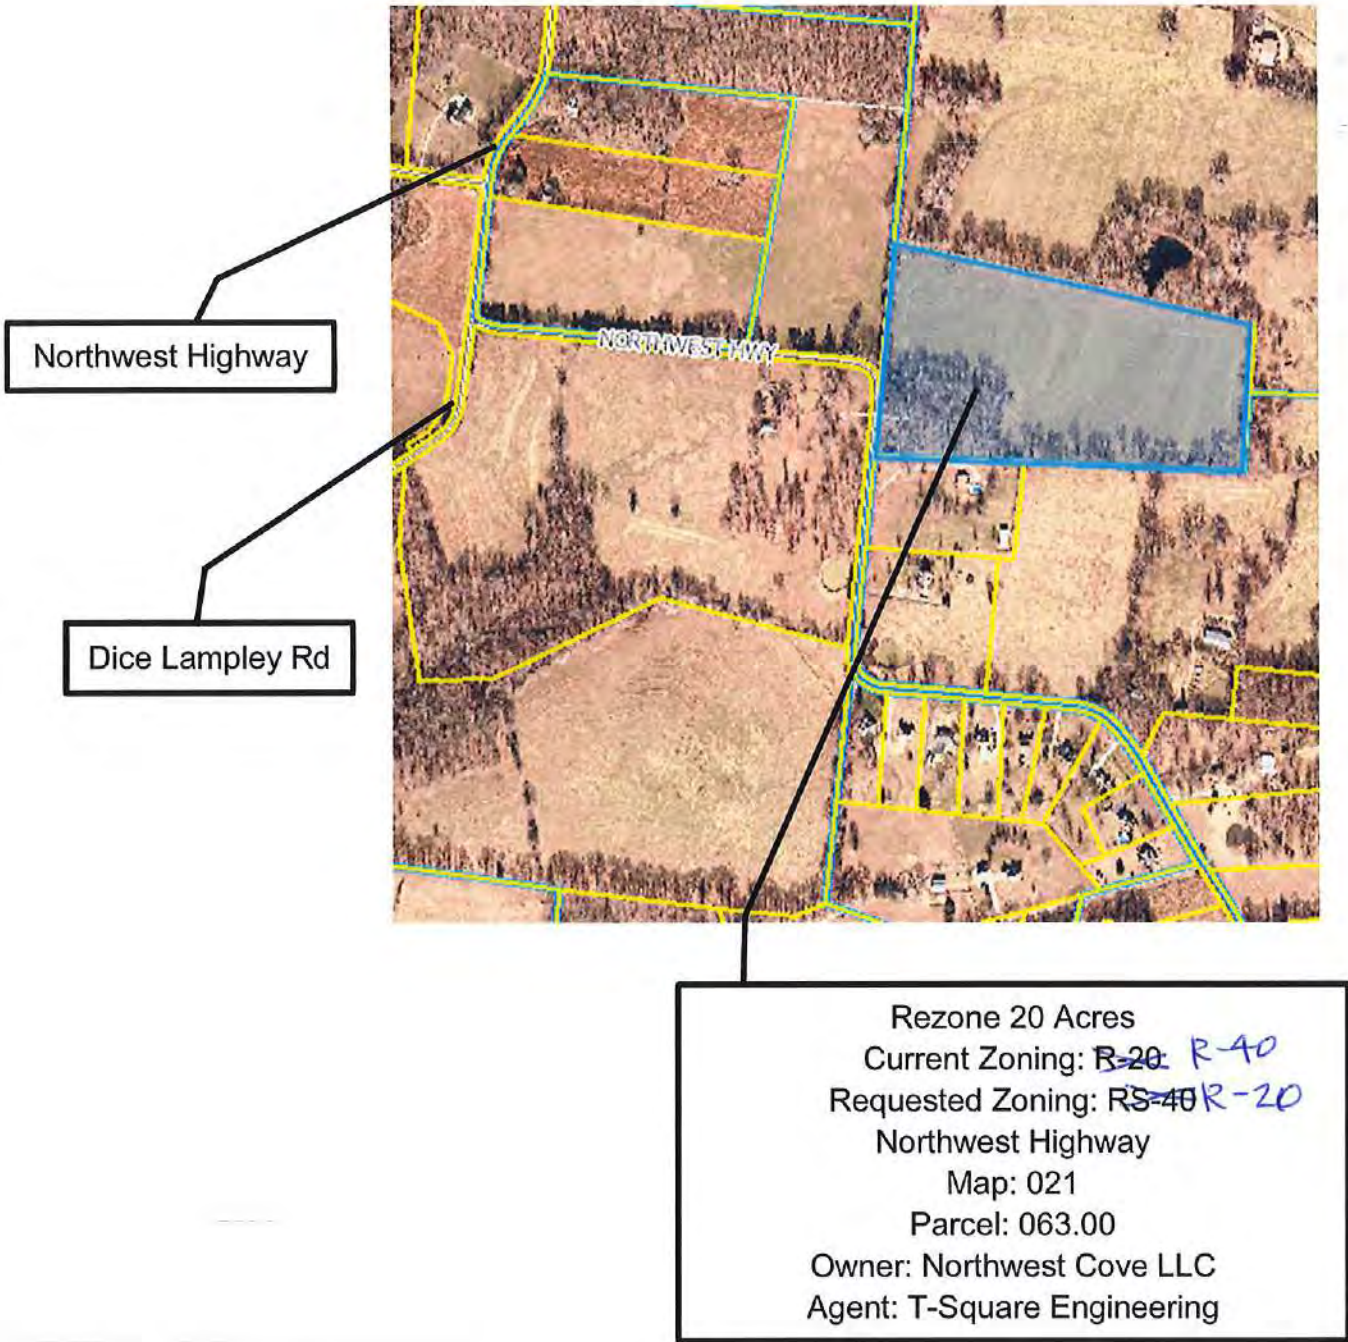 NORTHWEST HWY
Northwest Highway
Dice Lampley Rd
Rezone 20 Acres
Current Zoning: R-20 R-40
Requested Zoning: RS-40 R-20
Northwest Highway
Map: 021
Parcel: 063.00
Owner: Northwest Cove LLC
Agent: T-Square Engineering